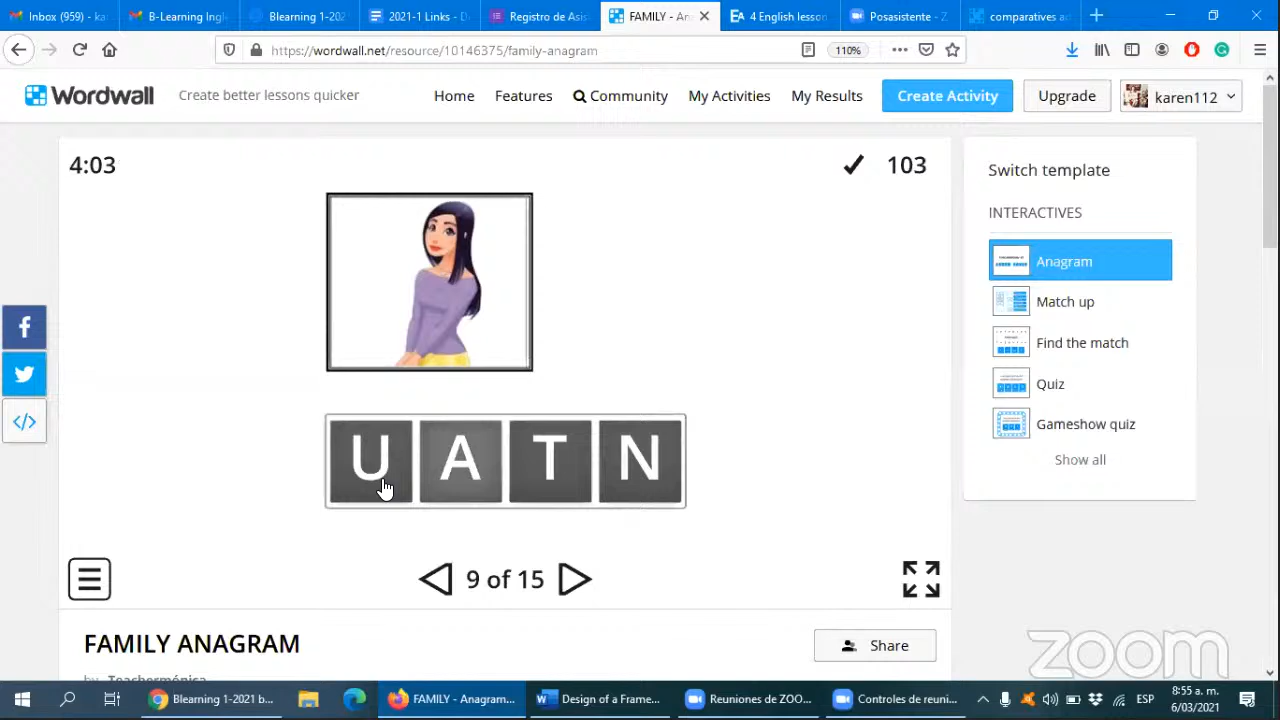 Inbox (959) - ka
B-Learning Ingl
Blearning 1-202
2021-1 Links - D
Registro de Asis
FAMILY - An
4 English lesso
Posasistente - Z
comparatives ad
https://wordwall.net/resource/10146375/family-anagram
110%
Wordwall
Create better lessons quicker
Home
Features
Community
My Activities
My Results
Create Activity
Upgrade
karen112
4:03
103
Switch template
INTERACTIVES
Anagram
Match up
Find the match
Quiz
Gameshow quiz
Show all
U A T N
9 of 15
FAMILY ANAGRAM
Share
by Teachermónica
zoom
Blearning 1-2021 b...
FAMILY - Anagram...
Design of a Frame...
Reuniones de ZOO...
Controles de reuni...
ESP
8:55 a. m.
6/03/2021